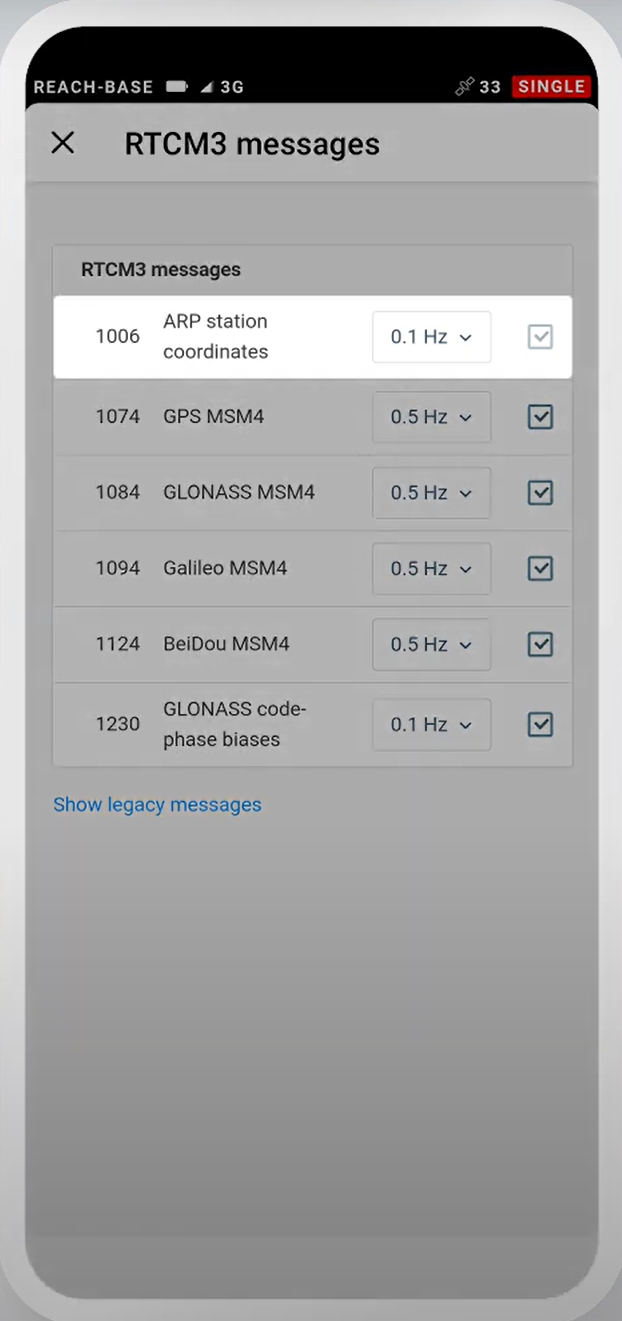 REACH-BASE 3G 33 SINGLE
RTCM3 messages
RTCM3 messages
1006 ARP station coordinates 0.1 Hz
1074 GPS MSM4 0.5 Hz
1084 GLONASS MSM4 0.5 Hz
1094 Galileo MSM4 0.5 Hz
1124 BeiDou MSM4 0.5 Hz
1230 GLONASS code-
phase biases 0.1 Hz
Show legacy messages